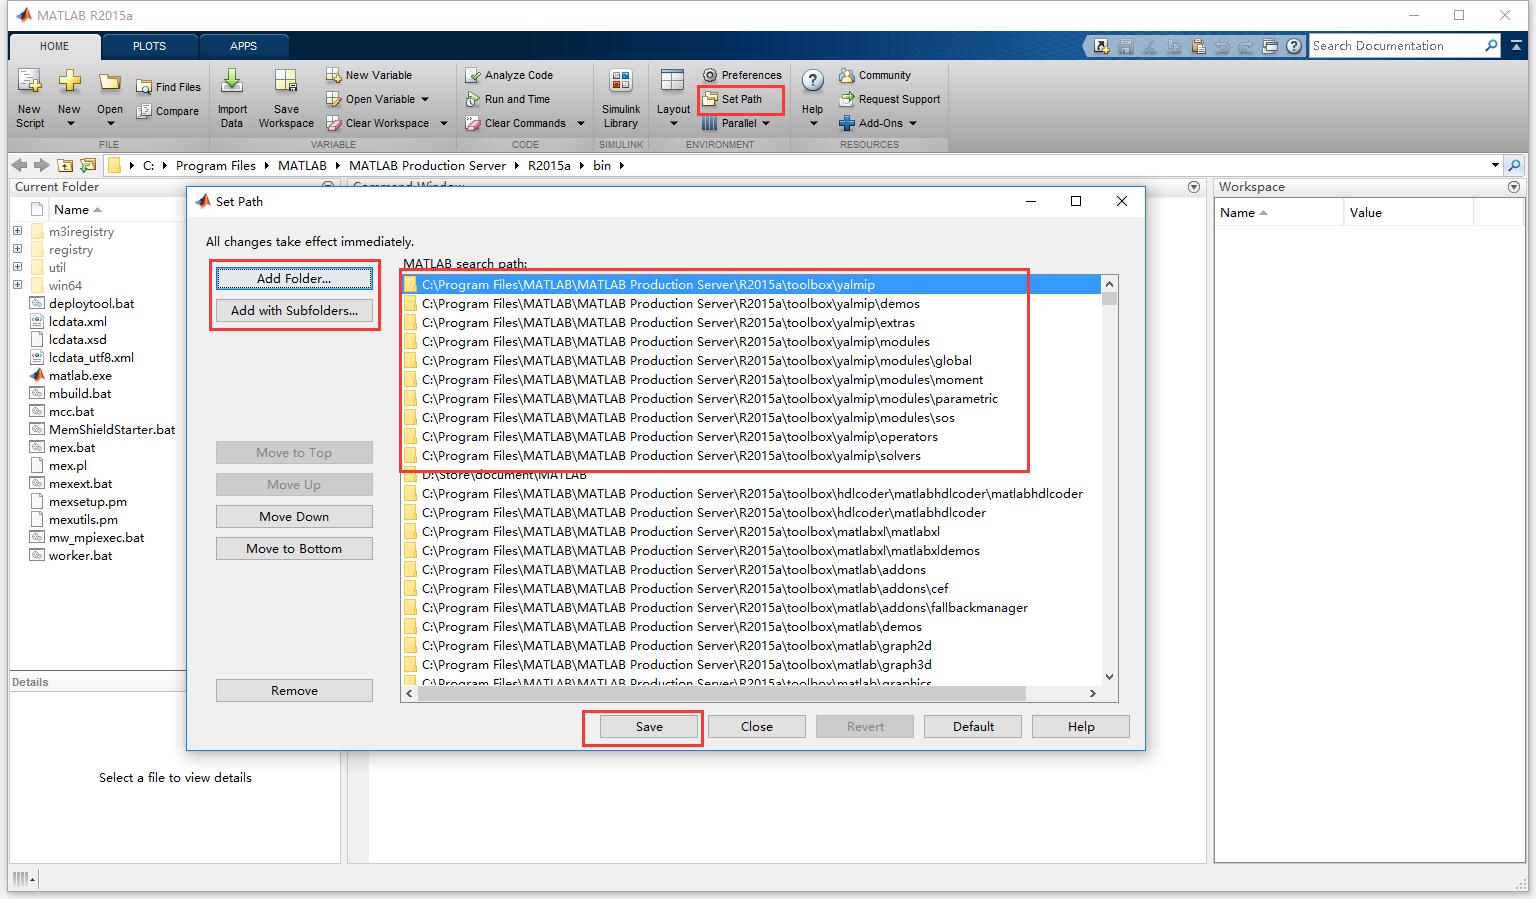 MATLAB R2015a
HOME PLOTS APPS
Search Documentation
New Script
New
Open
Find Files
Compare
FILE
Import Data
Save Workspace
New Variable
Open Variable
Clear Workspace
VARIABLE
Analyze Code
Run and Time
Clear Commands
CODE
Simulink Library
SIMULINK
Layout
Preferences
Set Path
Parallel
ENVIRONMENT
Help
Community
Request Support
Add-Ons
RESOURCES
C: Program Files MATLAB MATLAB Production Server R2015a bin
Current Folder
Name
m3iregistry
registry
util
win64
deploytool.bat
lcdata.xml
lcdata.xsd
lcdata_utf8.xml
matlab.exe
mbuild.bat
mcc.bat
MemShieldStarter.bat
mex.bat
mex.pl
mexext.bat
mexsetup.pm
mexutils.pm
mw_mpiexec.bat
worker.bat
Details
Select a file to view details
Command Window
Set Path
All changes take effect immediately.
Add Folder...
Add with Subfolders...
Move to Top
Move Up
Move Down
Move to Bottom
Remove
MATLAB search path:
C:\Program Files\MATLAB\MATLAB Production Server\R2015a\toolbox\yalmip
C:\Program Files\MATLAB\MATLAB Production Server\R2015a\toolbox\yalmip\demos
C:\Program Files\MATLAB\MATLAB Production Server\R2015a\toolbox\yalmip\extras
C:\Program Files\MATLAB\MATLAB Production Server\R2015a\toolbox\yalmip\modules
C:\Program Files\MATLAB\MATLAB Production Server\R2015a\toolbox\yalmip\modules\global
C:\Program Files\MATLAB\MATLAB Production Server\R2015a\toolbox\yalmip\modules\moment
C:\Program Files\MATLAB\MATLAB Production Server\R2015a\toolbox\yalmip\modules\parametric
C:\Program Files\MATLAB\MATLAB Production Server\R2015a\toolbox\yalmip\modules\sos
C:\Program Files\MATLAB\MATLAB Production Server\R2015a\toolbox\yalmip\operators
C:\Program Files\MATLAB\MATLAB Production Server\R2015a\toolbox\yalmip\solvers
D:\Store\document\MATLAB
C:\Program Files\MATLAB\MATLAB Production Server\R2015a\toolbox\hdlcoder\matlabhdlcoder\matlabhdlcoder
C:\Program Files\MATLAB\MATLAB Production Server\R2015a\toolbox\hdlcoder\matlabhdlcoder
C:\Program Files\MATLAB\MATLAB Production Server\R2015a\toolbox\matlabxl\matlabxl
C:\Program Files\MATLAB\MATLAB Production Server\R2015a\toolbox\matlabxl\matlabxldemos
C:\Program Files\MATLAB\MATLAB Production Server\R2015a\toolbox\matlab\addons
C:\Program Files\MATLAB\MATLAB Production Server\R2015a\toolbox\matlab\addons\cef
C:\Program Files\MATLAB\MATLAB Production Server\R2015a\toolbox\matlab\addons\fallbackmanager
C:\Program Files\MATLAB\MATLAB Production Server\R2015a\toolbox\matlab\demos
C:\Program Files\MATLAB\MATLAB Production Server\R2015a\toolbox\matlab\graph2d
C:\Program Files\MATLAB\MATLAB Production Server\R2015a\toolbox\matlab\graph3d
C:\Program Files\MATLAB\MATLAB Production Server\R2015a\toolbox\matlab\graphics
Save Close Revert Default Help
Workspace
Name Value